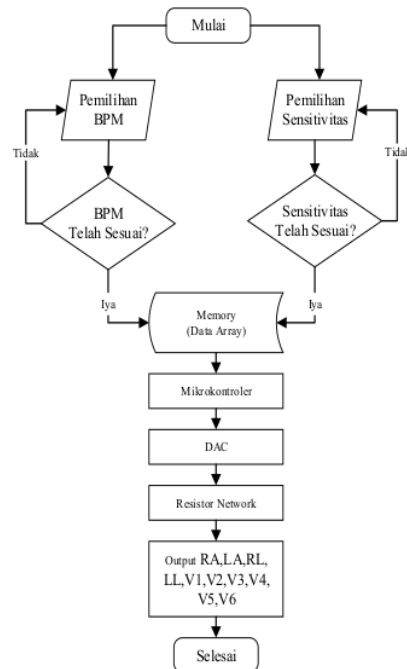 Mulai
Pemilihan
BPM
Pemilihan
Sensitivitas
Tidak
Tidak
BPM
Telah Sesuai?
Sensitivitas
Telah Sesuai?
Iya
Iya
Memory
(Data Array)
Mikrokontroler
DAC
Resistor Network
Output RA,LA,RL,
LL,V1,V2,V3,V4,
V5,V6
Selesai